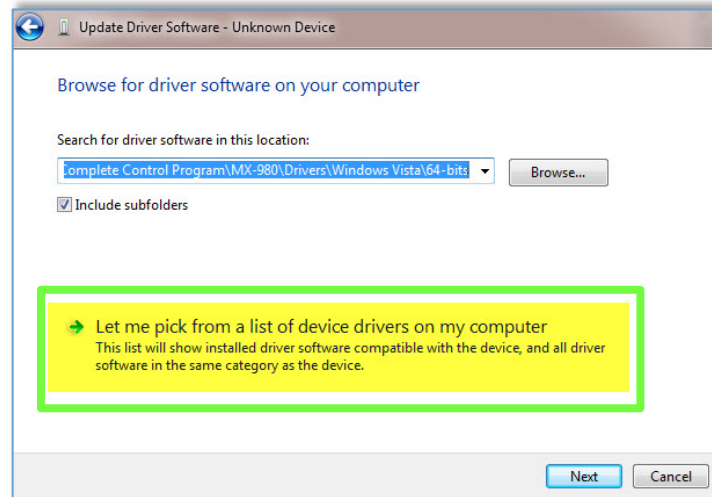 Update Driver Software - Unknown Device
Browse for driver software on your computer
Search for driver software in this location:
Complete Control Program\MX-980\Drivers\Windows Vista\64-bits
Browse...
Include subfolders
Let me pick from a list of device drivers on my computer
This list will show installed driver software compatible with the device, and all driver
software in the same category as the device.
Next
Cancel